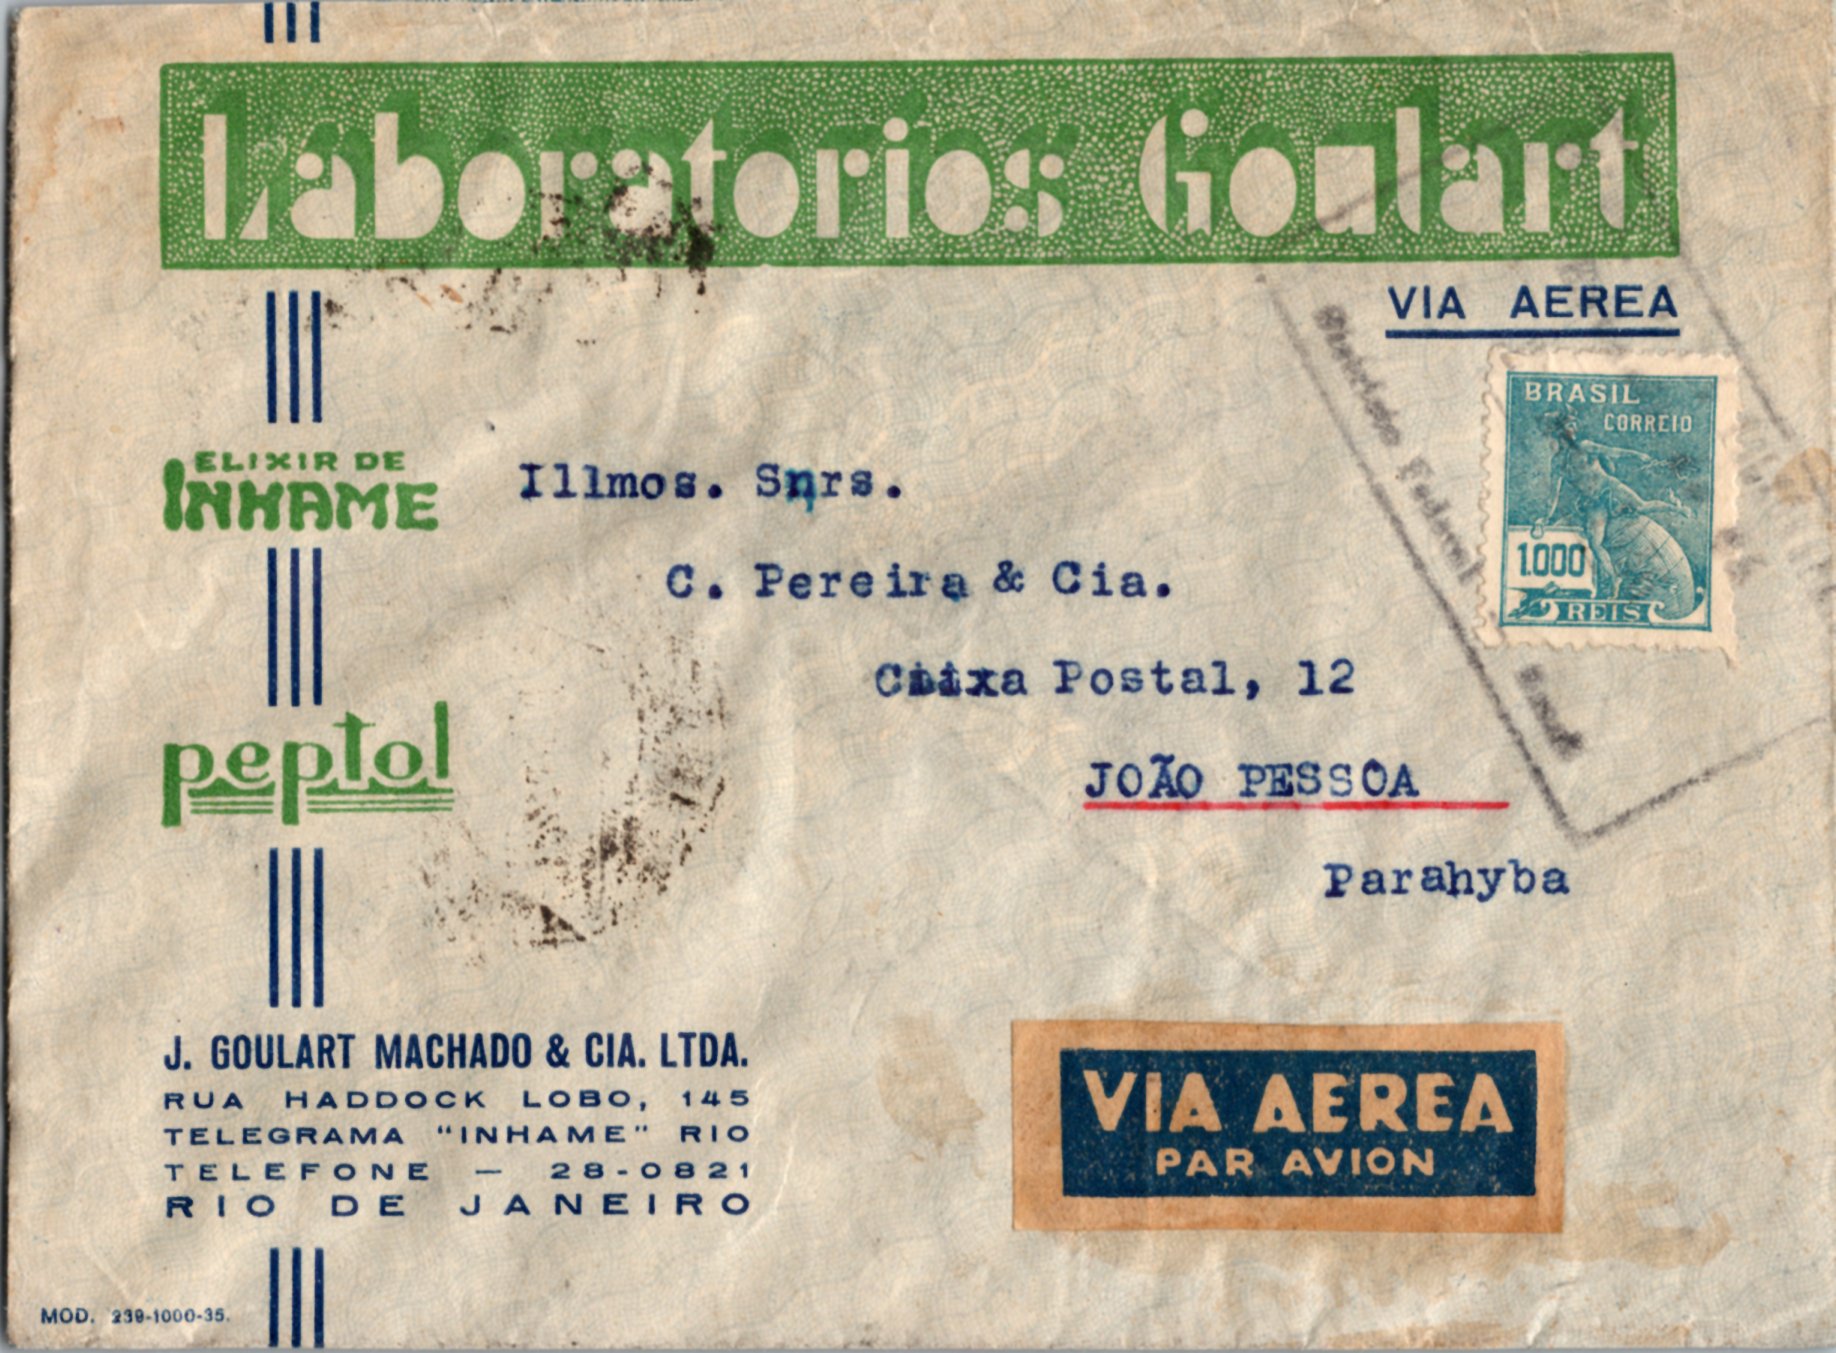 Laboratorios Goulart
VIA AEREA
BRASIL
CORREIO
1.000
REIS
Federal
Brasil
ELIXIR DE
INHAME
Illmos. Snrs.
C. Pereira & Cia.
Caixa Postal, 12
peptol
JOÃO PESSOA
Parahyba
J. GOULART MACHADO & CIA. LTDA.
RUA HADDOCK LOBO, 145
TELEGRAMA "INHAME" RIO
TELEFONE — 28-0821
RIO DE JANEIRO
VIA AEREA
PAR AVION
MOD. 239-1000-35.